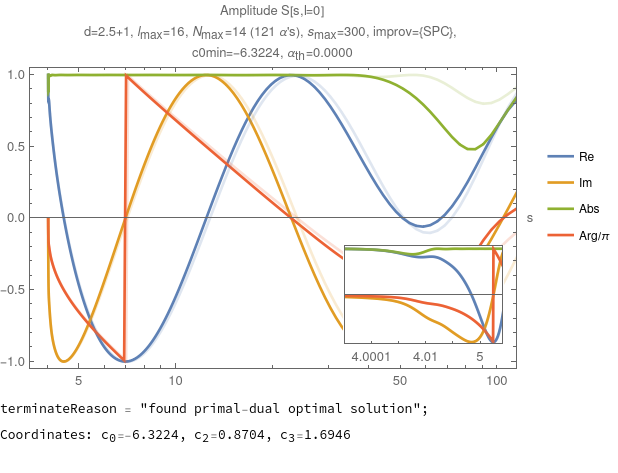 Amplitude S[s,l=0]
d=2.5+1, lmax=16, Nmax=14 (121 α's), smax=300, improv={SPC},
c0min=-6.3224, αth=0.0000
1.0
0.5
0.0
-0.5
-1.0
5
10
50
100
s
4.0001
4.01
5
Re
Im
Abs
Arg/π
terminateReason = "found primal-dual optimal solution";
Coordinates: c0=-6.3224, c2=0.8704, c3=1.6946